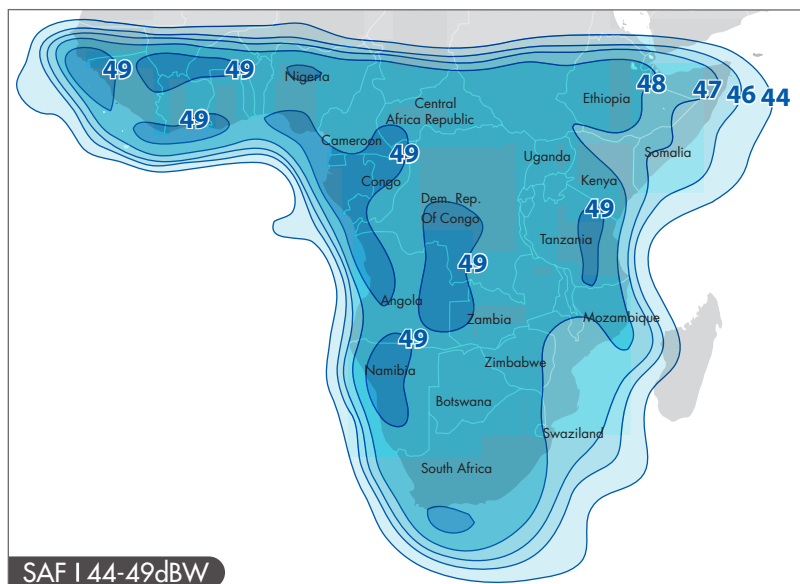 49
49
Nigeria
48
47
46
44
Ethiopia
Central
Africa Republic
49
Cameroon
49
Uganda
Somalia
Congo
Kenya
Dem. Rep.
Of Congo
49
Tanzania
49
Angola
Zambia
Mozambique
49
Namibia
Zimbabwe
Botswana
Swaziland
South Africa
SAF I 44-49dBW